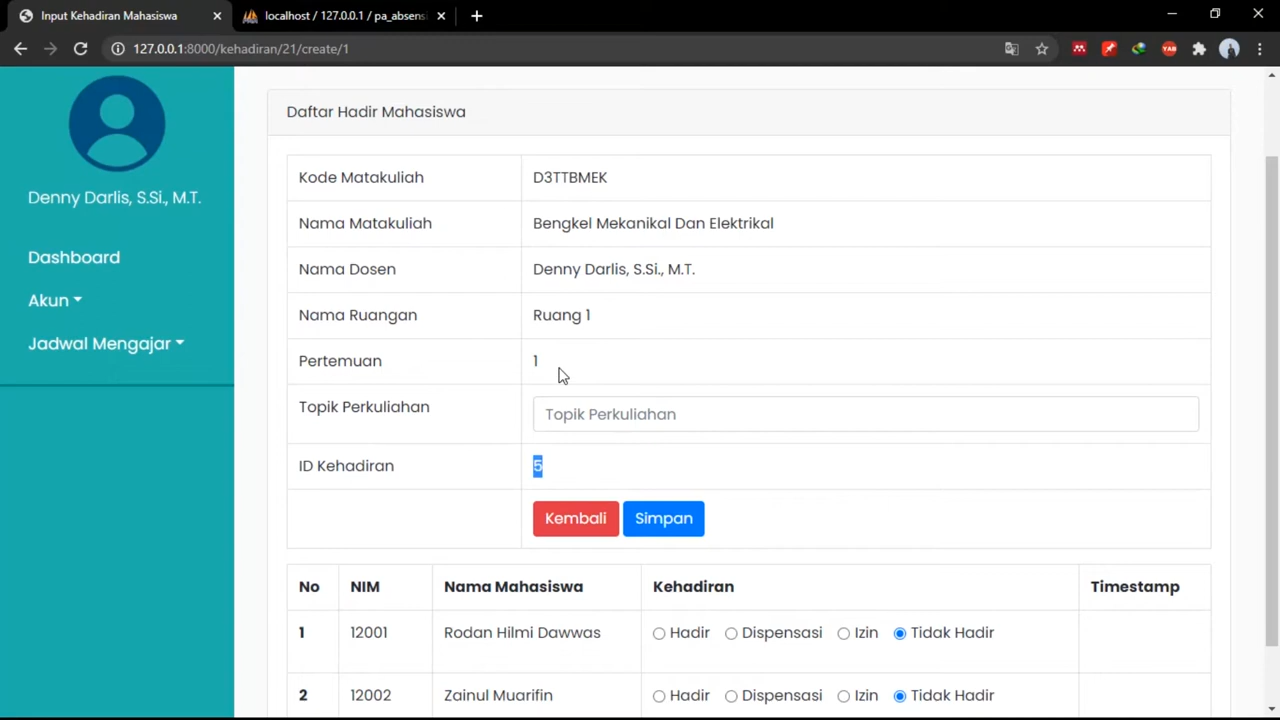 Input Kehadiran Mahasiswa
localhost / 127.0.0.1 / pa_absens
127.0.0.1:8000/kehadiran/21/create/1
Denny Darlis, S.Si., M.T.
Dashboard
Akun
Jadwal Mengajar
Daftar Hadir Mahasiswa
Kode Matakuliah D3TTBMEK
Nama Matakuliah Bengkel Mekanikal Dan Elektrikal
Nama Dosen Denny Darlis, S.Si., M.T.
Nama Ruangan Ruang 1
Pertemuan 1
Topik Perkuliahan Topik Perkuliahan
ID Kehadiran 5
Kembali Simpan
No NIM Nama Mahasiswa Kehadiran Timestamp
1 12001 Rodan Hilmi Dawwas Hadir Dispensasi Izin Tidak Hadir
2 12002 Zainul Muarifin Hadir Dispensasi Izin Tidak Hadir